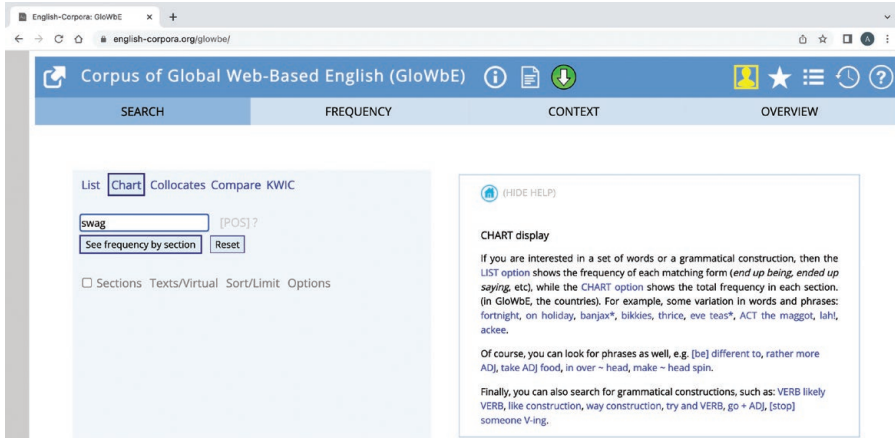 English-Corpora: GloWbE
english-corpora.org/glowbe/
A
Corpus of Global Web-Based English (GloWbE)
SEARCH FREQUENCY CONTEXT OVERVIEW
List Chart Collocates Compare KWIC
swag [POS] ?
See frequency by section Reset
Sections Texts/Virtual Sort/Limit Options
(HIDE HELP)
CHART display
If you are interested in a set of words or a grammatical construction, then the
LIST option shows the frequency of each matching form (end up being, ended up
saying, etc), while the CHART option shows the total frequency in each section.
(in GloWbE, the countries). For example, some variation in words and phrases:
fortnight, on holiday, banjax*, bikkies, thrice, eve teas*, ACT the maggot, lah!,
ackee.
Of course, you can look for phrases as well, e.g. [be] different to, rather more
ADJ, take ADJ food, in over ~ head, make ~ head spin.
Finally, you can also search for grammatical constructions, such as: VERB likely
VERB, like construction, way construction, try and VERB, go + ADJ, [stop]
someone V-ing.